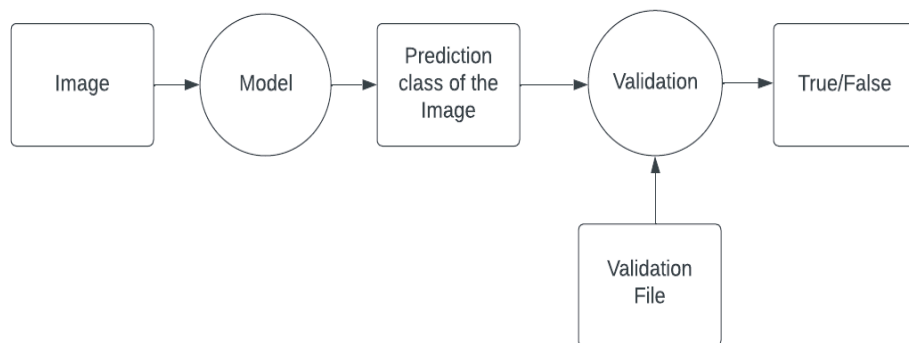 Image
Model
Prediction
class of the
Image
Validation
True/False
Validation
File